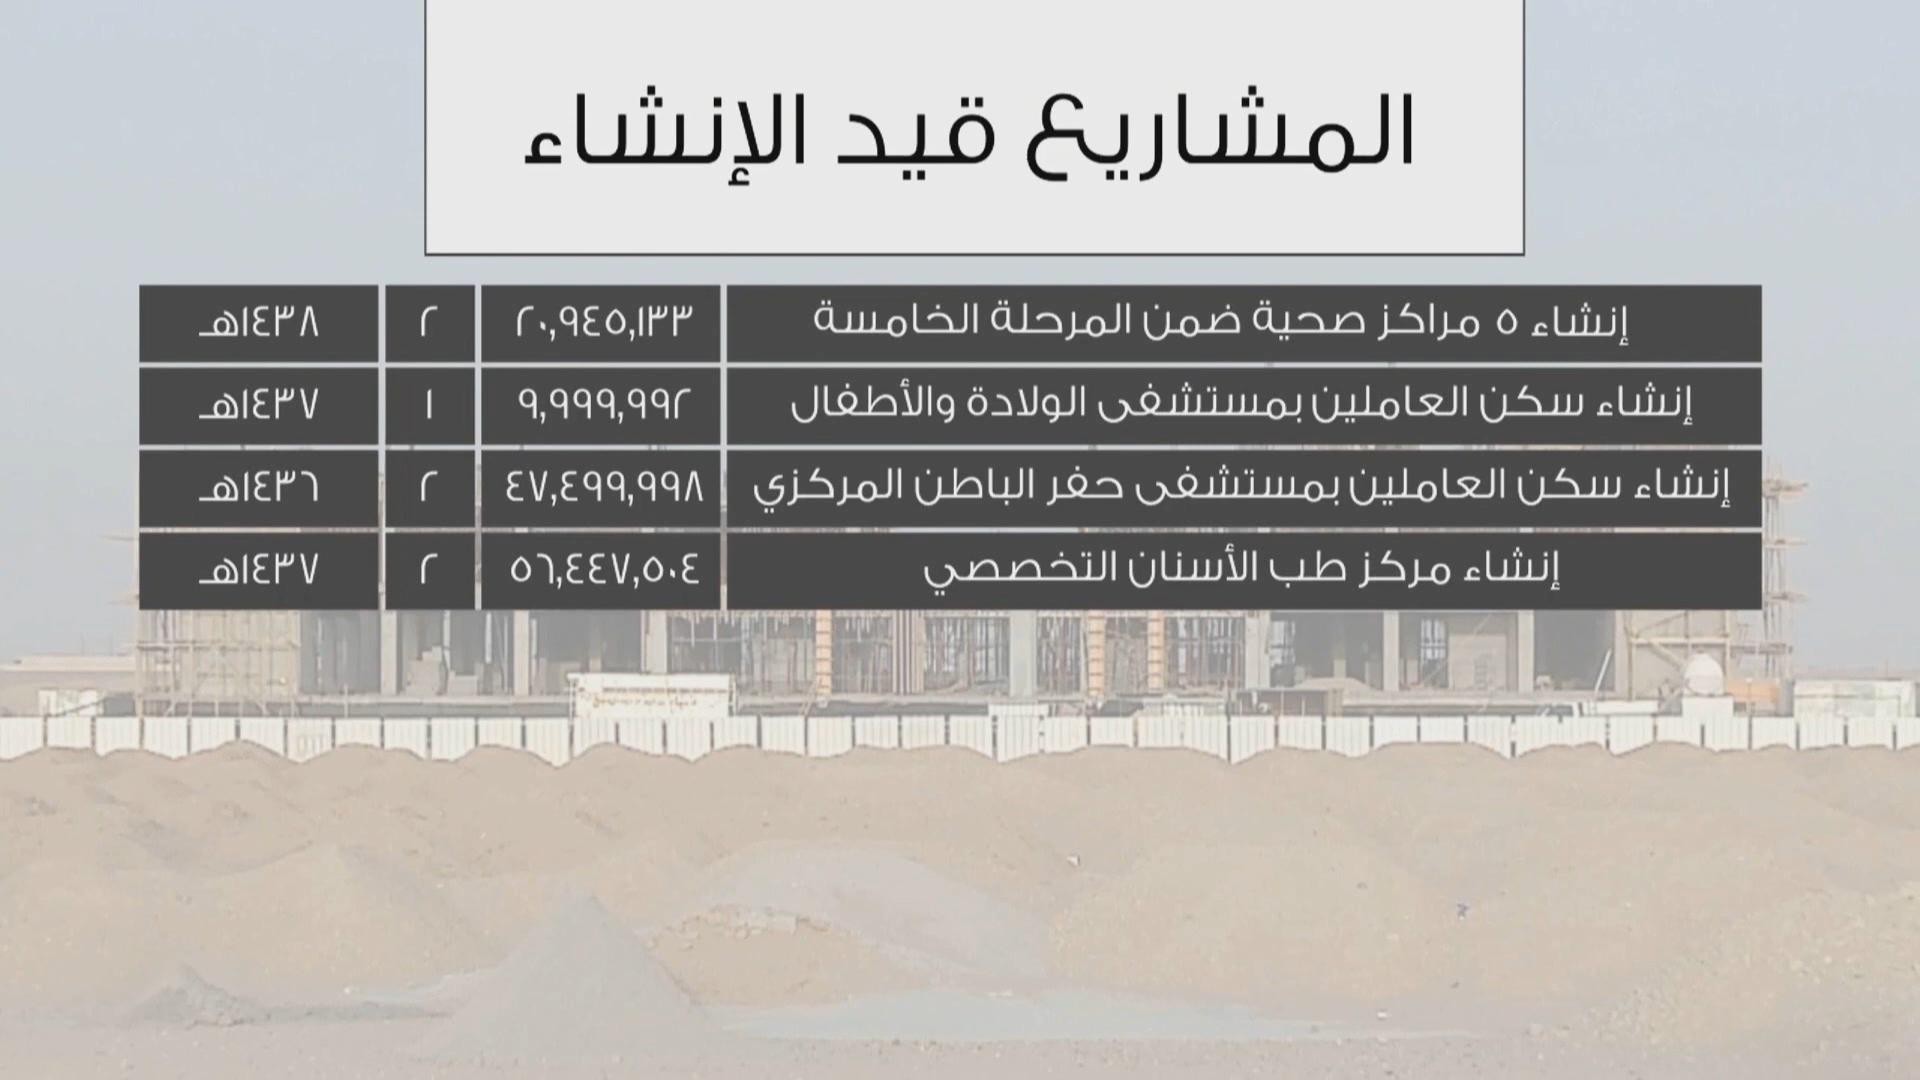 المشاريع قيد الإنشاء
إنشاء ٥ مراكز صحية ضمن المرحلة الخامسة ٢٠,٩٤٥,١٣٣ ٢ ١٤٣٨هـ
إنشاء سكن العاملين بمستشفى الولادة والأطفال ٩,٩٩٩,٩٩٢ ١ ١٤٣٧هـ
إنشاء سكن العاملين بمستشفى حفر الباطن المركزي ٤٧,٤٩٩,٩٩٨ ٢ ١٤٣٦هـ
إنشاء مركز طب الأسنان التخصصي ٥٦,٤٤٧,٥٠٤ ٢ ١٤٣٧هـ